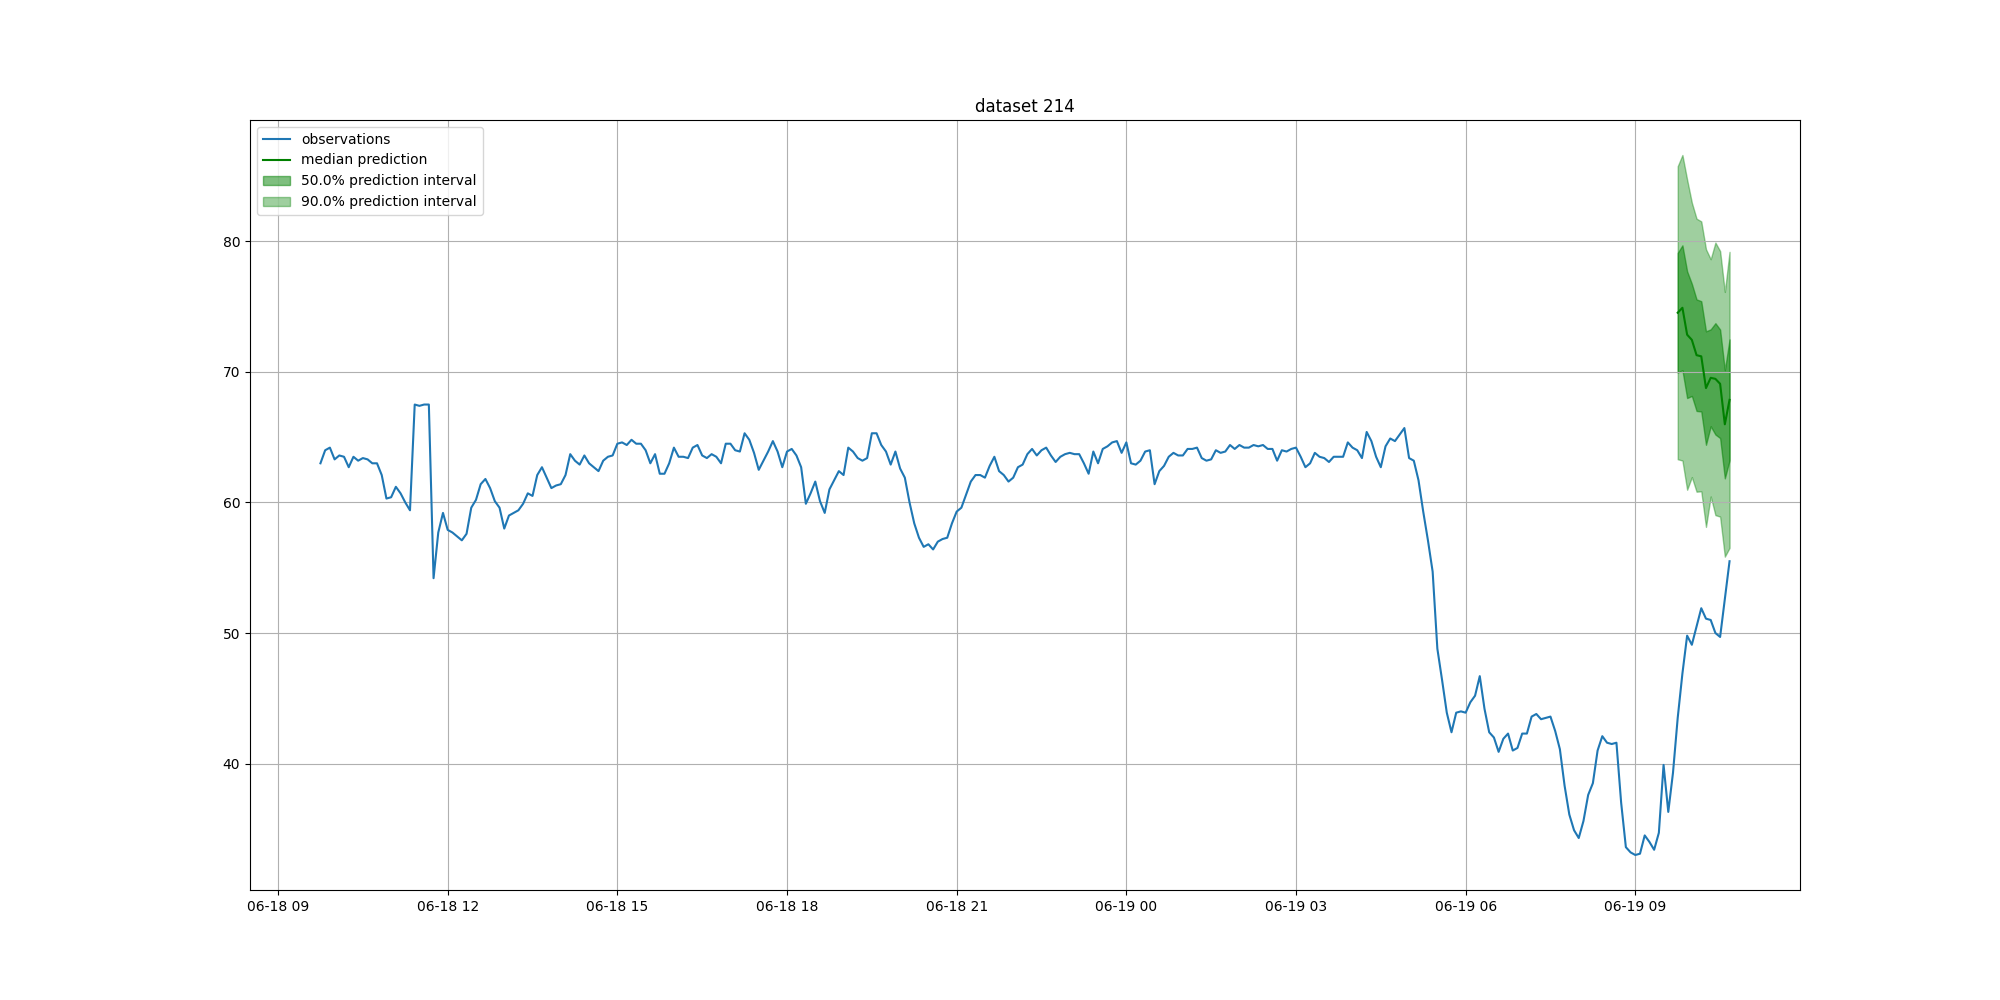 dataset 214
observations
median prediction
50.0% prediction interval
90.0% prediction interval
80
70
60
50
40
06-18 09
06-18 12
06-18 15
06-18 18
06-18 21
06-19 00
06-19 03
06-19 06
06-19 09